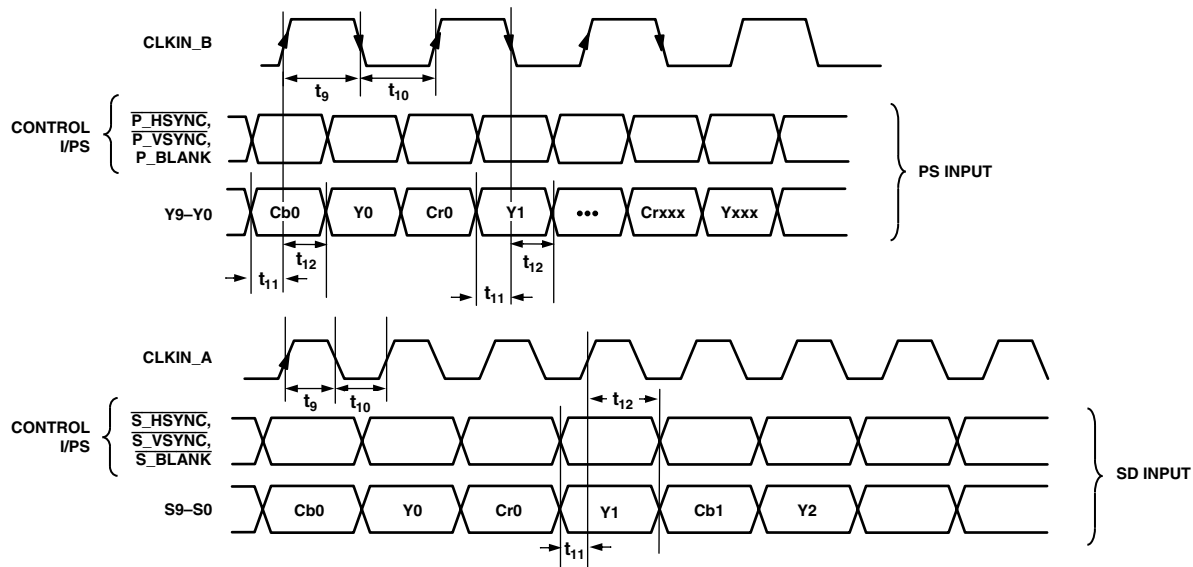 CLKIN_B
t9
t10
CONTROL
I/PS
P_HSYNC,
P_VSYNC,
P_BLANK
PS INPUT
Y9–Y0
Cb0
Y0
Cr0
Y1
•••
Crxxx
Yxxx
t12
t12
t11
t11
CLKIN_A
t9
t10
t12
CONTROL
I/PS
S_HSYNC,
S_VSYNC,
S_BLANK
SD INPUT
S9–S0
Cb0
Y0
Cr0
Y1
Cb1
Y2
t11